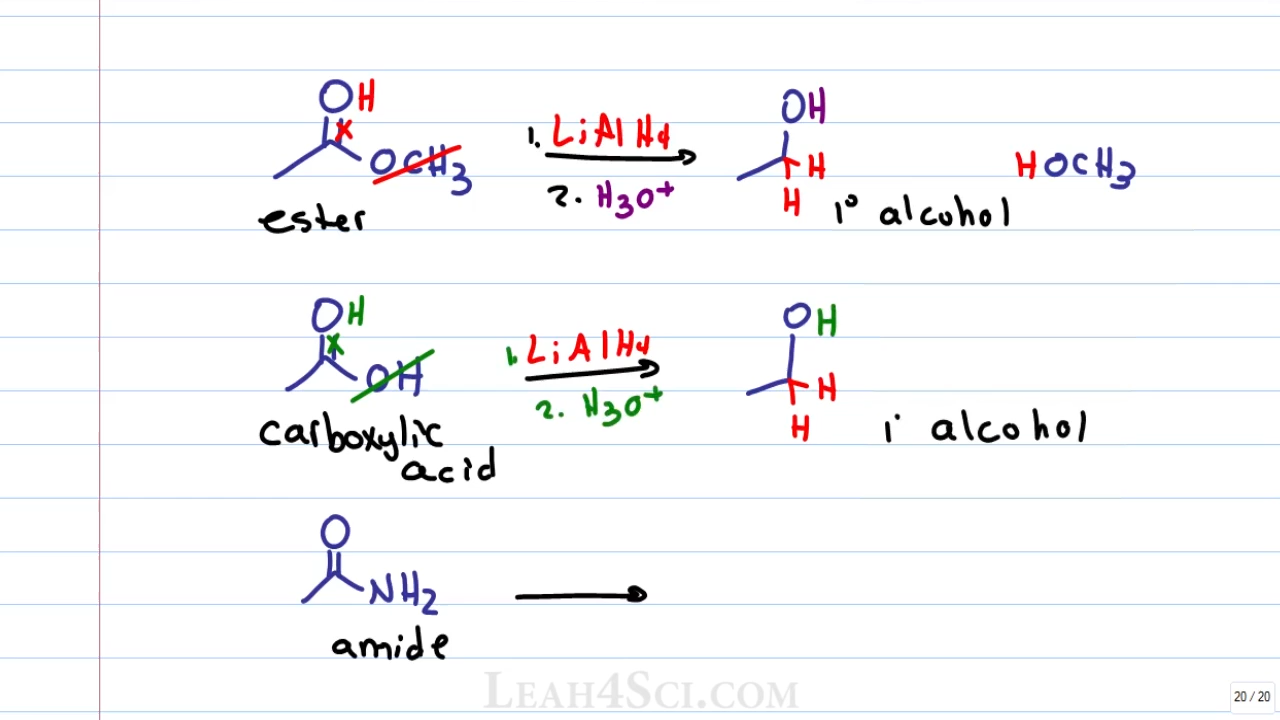 OH
OCH3
ester
1. LiAlH4
2. H3O+
OH
H
H
1° alcohol
HOCH3
OH
OH
carboxylic
acid
1. LiAlH4
2. H3O+
OH
H
H
1° alcohol
O
NH2
amide
LEAH4SCI.COM
20 / 20